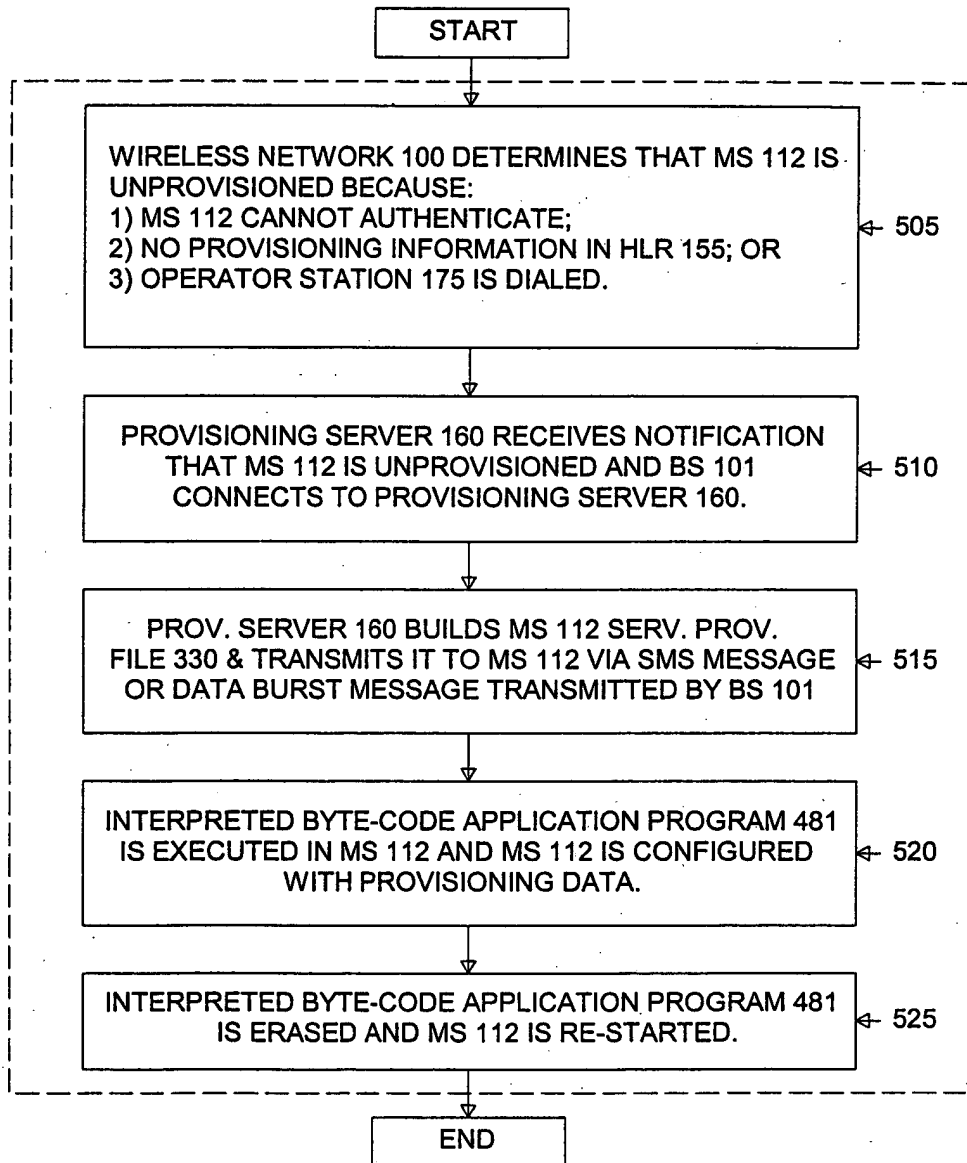 START
WIRELESS NETWORK 100 DETERMINES THAT MS 112 IS
UNPROVISIONED BECAUSE:
1) MS 112 CANNOT AUTHENTICATE;
2) NO PROVISIONING INFORMATION IN HLR 155; OR
3) OPERATOR STATION 175 IS DIALED.
505
PROVISIONING SERVER 160 RECEIVES NOTIFICATION
THAT MS 112 IS UNPROVISIONED AND BS 101
CONNECTS TO PROVISIONING SERVER 160.
510
PROV. SERVER 160 BUILDS MS 112 SERV. PROV.
FILE 330 & TRANSMITS IT TO MS 112 VIA SMS MESSAGE
OR DATA BURST MESSAGE TRANSMITTED BY BS 101
515
INTERPRETED BYTE-CODE APPLICATION PROGRAM 481
IS EXECUTED IN MS 112 AND MS 112 IS CONFIGURED
WITH PROVISIONING DATA.
520
INTERPRETED BYTE-CODE APPLICATION PROGRAM 481
IS ERASED AND MS 112 IS RE-STARTED.
525
END